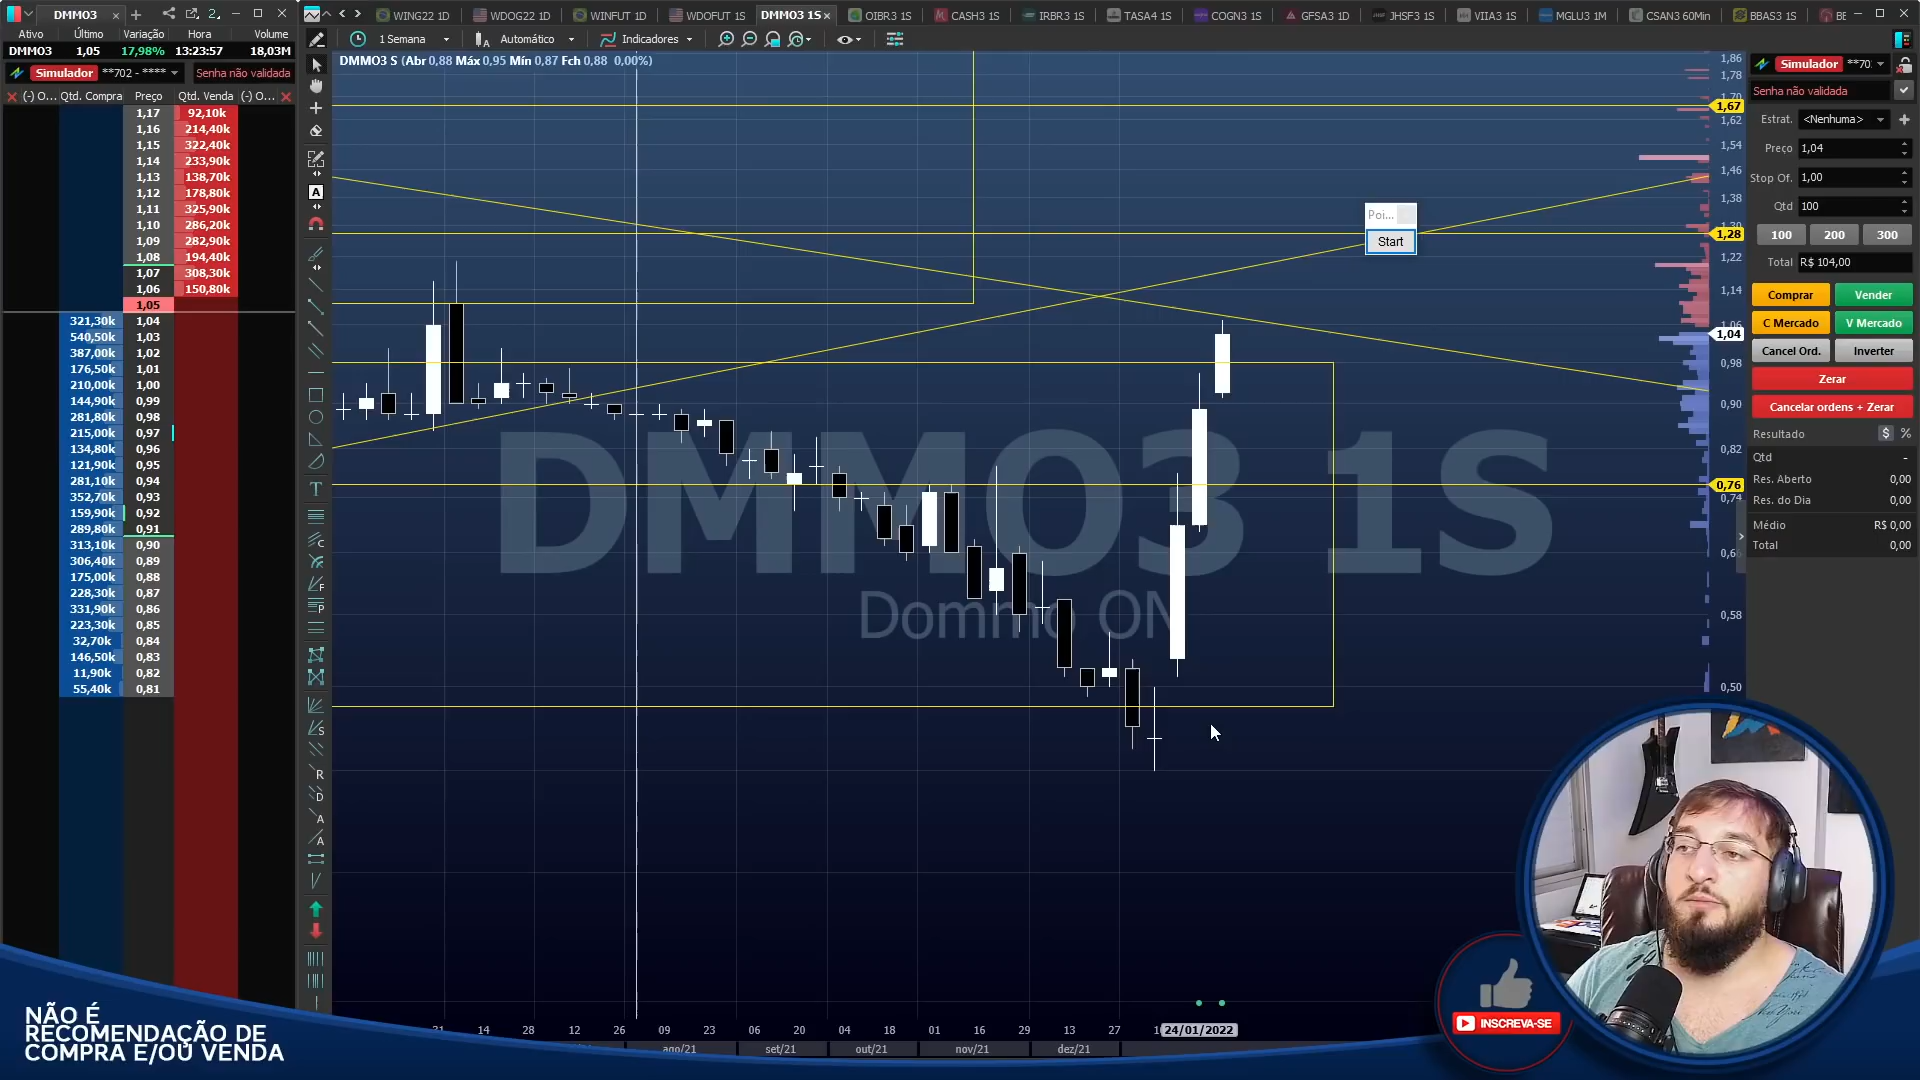 DMMO3
Ativo Último Variação Hora Volume
DMMO3 1,05 17,98% 13:23:57 18,03M
Simulador **702 - **** Senha não validada
(-) O... Qtd. Compra Preço Qtd. Venda (-) O...
1,17 92,10k
1,16 214,40k
1,15 322,40k
1,14 233,90k
1,13 138,70k
1,12 178,80k
1,11 325,90k
1,10 286,20k
1,09 282,90k
1,08 194,40k
1,07 308,30k
1,06 150,80k
1,05
321,30k 1,04
540,50k 1,03
387,00k 1,02
176,50k 1,01
210,00k 1,00
144,90k 0,99
281,80k 0,98
215,00k 0,97
134,80k 0,96
121,90k 0,95
281,10k 0,94
352,70k 0,93
159,90k 0,92
289,80k 0,91
313,10k 0,90
306,40k 0,89
175,00k 0,88
228,30k 0,87
331,90k 0,86
223,30k 0,85
32,70k 0,84
146,50k 0,83
11,90k 0,82
55,40k 0,81
WING22 1D WDOG22 1D WINFUT 1D WDOFUT 1S DMMO3 1S OIBR3 1S CASH3 1S IRBR3 1S TASA4 1S COGN3 1S GFSA3 1D JHSF3 1S VIIA3 1S MGLU3 1M CSAN3 60Min BBAS3 1S
1 Semana Automático Indicadores
DMMO3 S (Abr 0,88 Máx 0,95 Mín 0,87 Fch 0,88 0,00%)
DMMO3 1S
Dommo ON
Poi...
Start
1,86
1,78
1,70
1,67
1,62
1,54
1,46
1,38
1,28
1,22
1,14
1,04
0,98
0,90
0,82
0,76
0,74
0,66
0,58
0,50
14 28 12 26 09 23 06 20 04 18 01 16 29 13 27 24/01/2022
ago/21 set/21 out/21 nov/21 dez/21
Simulador
Senha não validada
Estrat. <Nenhuma>
Preço 1,04
Stop Of. 1,00
Qtd 100
100 200 300
Total R$ 104,00
Comprar Vender
C Mercado V Mercado
Cancel Ord. Inverter
Zerar
Cancelar ordens + Zerar
Resultado $ %
Qtd -
Res. Aberto 0,00
Res. do Dia 0,00
Médio R$ 0,00
Total 0,00
NÃO É
RECOMENDAÇÃO DE
COMPRA E/OU VENDA
INSCREVA-SE